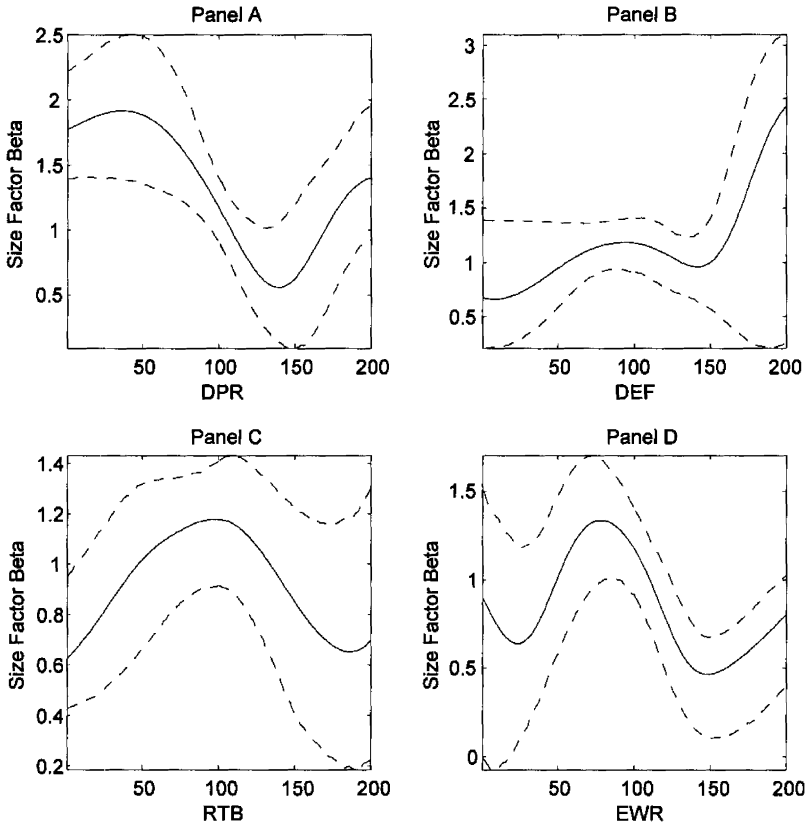 Panel A
2.5
2
1.5
1
0.5
Size Factor Beta
50 100 150 200
DPR
Panel B
3
2.5
2
1.5
1
0.5
Size Factor Beta
50 100 150 200
DEF
Panel C
1.4
1.2
1
0.8
0.6
0.4
0.2
Size Factor Beta
50 100 150 200
RTB
Panel D
1.5
1
0.5
0
Size Factor Beta
50 100 150 200
EWR